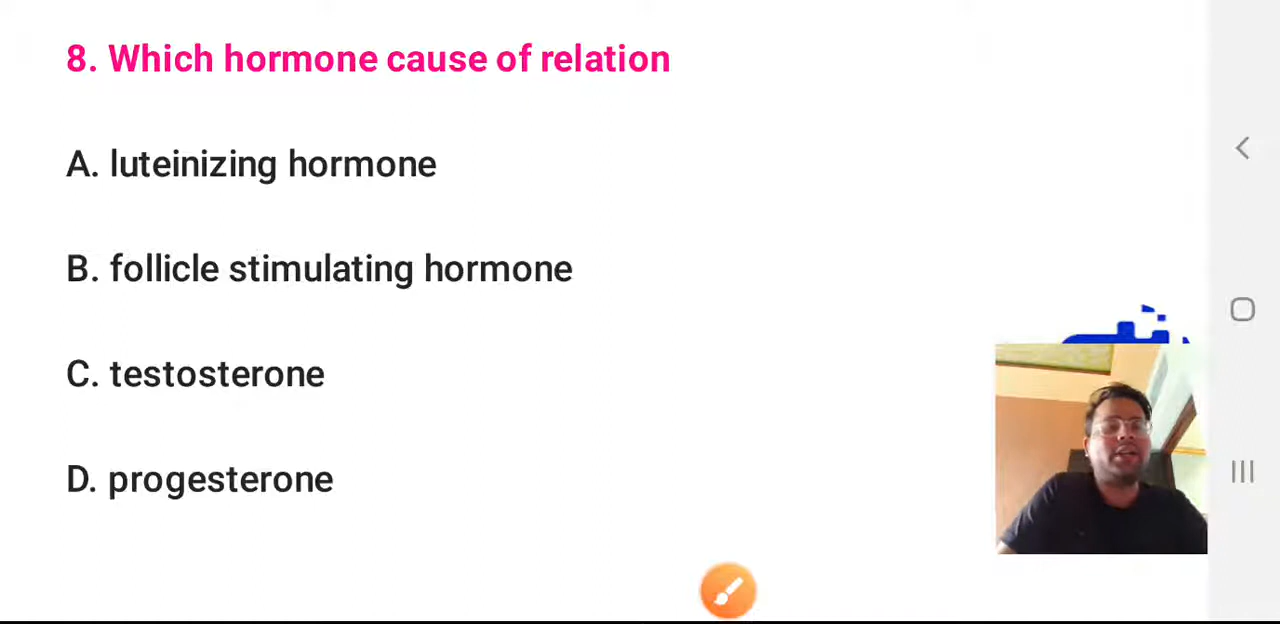 8. Which hormone cause of relation
A. luteinizing hormone
B. follicle stimulating hormone
C. testosterone
D. progesterone